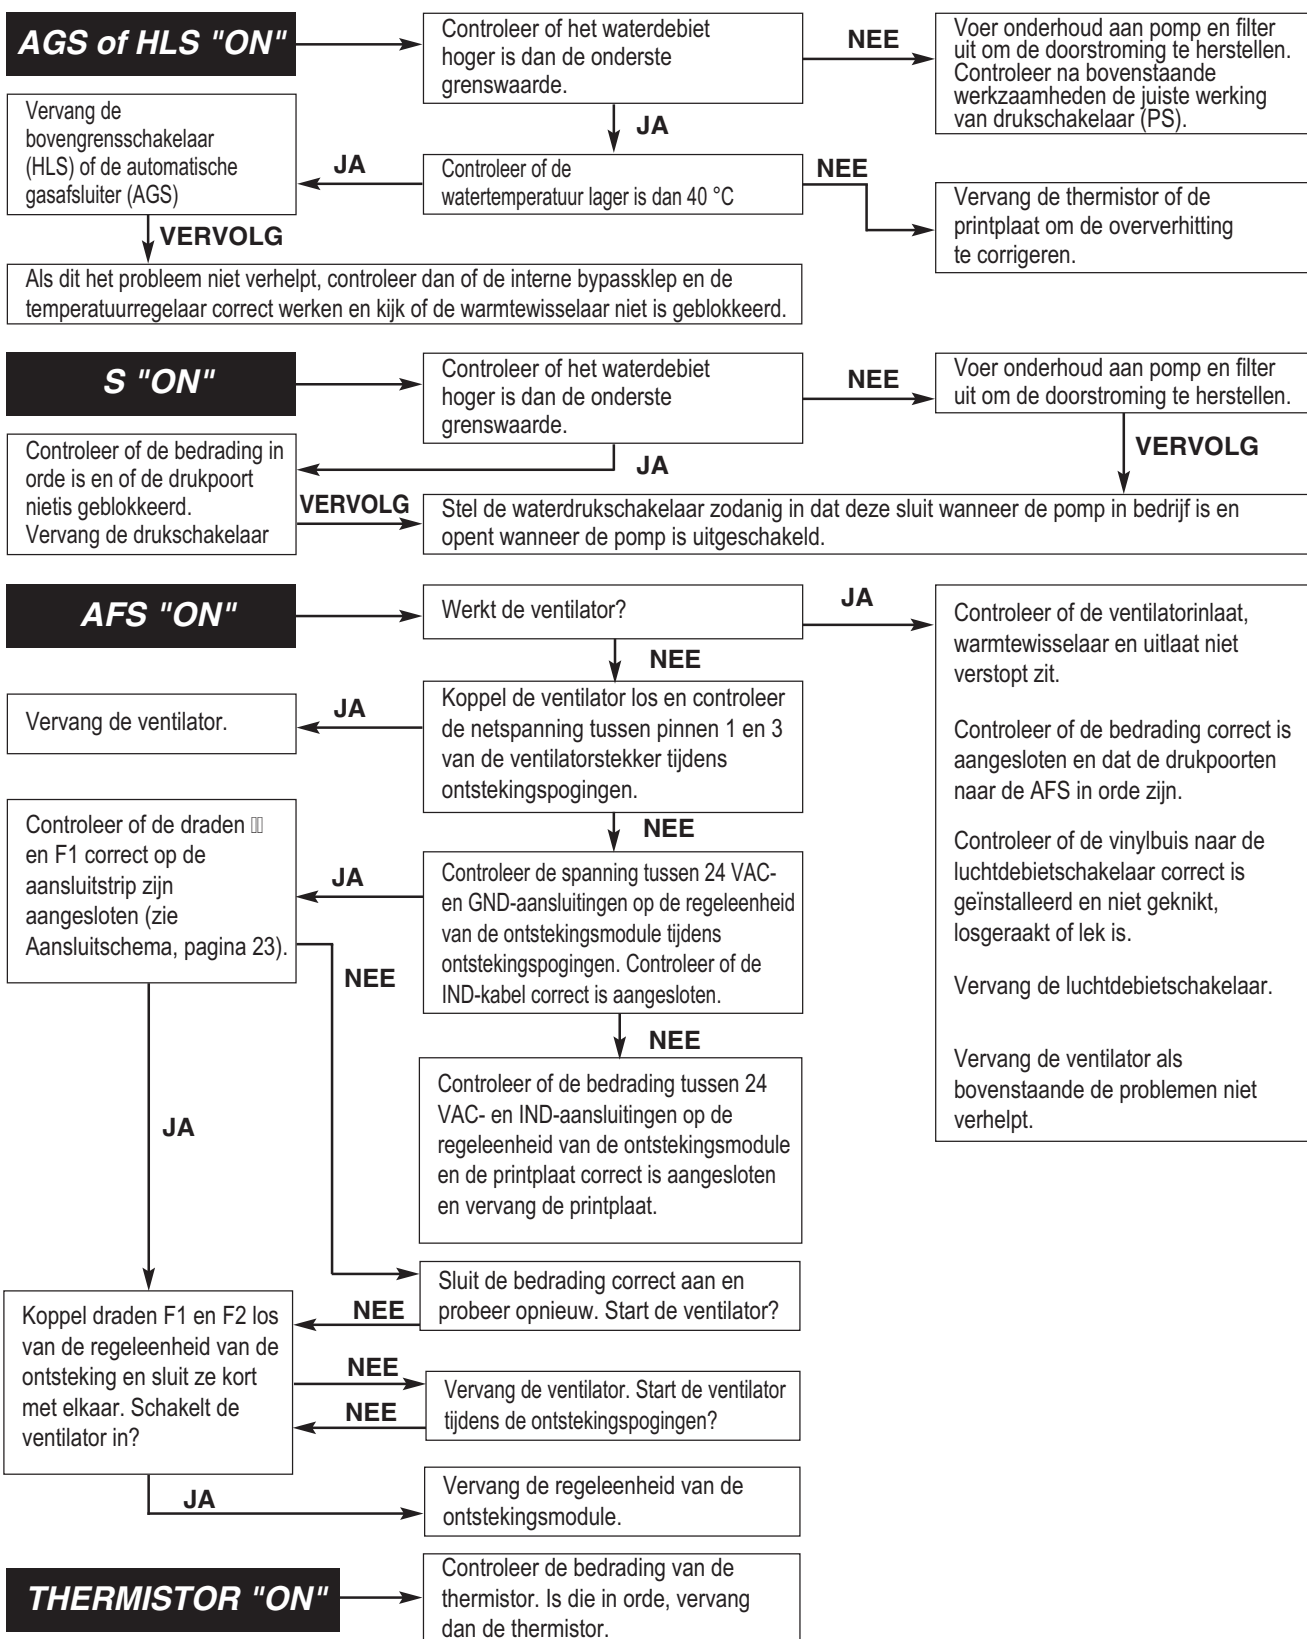 AGS of HLS "ON"
Controleer of het waterdebiet
hoger is dan de onderste
grenswaarde.
NEE
Voer onderhoud aan pomp en filter
uit om de doorstroming te herstellen.
Controleer na bovenstaande
werkzaamheden de juiste werking
van drukschakelaar (PS).
JA
Vervang de
bovengrensschakelaar
(HLS) of de automatische
gasafsluiter (AGS)
JA
Controleer of de
watertemperatuur lager is dan 40 °C
NEE
Vervang de thermistor of de
printplaat om de oververhitting
te corrigeren.
VERVOLG
Als dit het probleem niet verhelpt, controleer dan of de interne bypassklep en de
temperatuurregelaar correct werken en kijk of de warmtewisselaar niet is geblokkeerd.
S "ON"
Controleer of het waterdebiet
hoger is dan de onderste
grenswaarde.
NEE
Voer onderhoud aan pomp en filter
uit om de doorstroming te herstellen.
JA
VERVOLG
Controleer of de bedrading in
orde is en of de drukpoort
nietis geblokkeerd.
Vervang de drukschakelaar
VERVOLG
Stel de waterdrukschakelaar zodanig in dat deze sluit wanneer de pomp in bedrijf is en
opent wanneer de pomp is uitgeschakeld.
AFS "ON"
Werkt de ventilator?
JA
Controleer of de ventilatorinlaat,
warmtewisselaar en uitlaat niet
verstopt zit.
Controleer of de bedrading correct is
aangesloten en dat de drukpoorten
naar de AFS in orde zijn.
Controleer of de vinylbuis naar de
luchtdebietschakelaar correct is
geïnstalleerd en niet geknikt,
losgeraakt of lek is.
Vervang de luchtdebietschakelaar.
Vervang de ventilator als
bovenstaande de problemen niet
verhelpt.
NEE
Vervang de ventilator.
JA
Koppel de ventilator los en controleer
de netspanning tussen pinnen 1 en 3
van de ventilatorstekker tijdens
ontstekingspogingen.
NEE
Controleer of de draden
en F1 correct op de
aansluitstrip zijn
aangesloten (zie
Aansluitschema, pagina 23).
JA
Controleer de spanning tussen 24 VAC-
en GND-aansluitingen op de regeleenheid
van de ontstekingsmodule tijdens
ontstekingspogingen. Controleer of de
IND-kabel correct is aangesloten.
NEE
NEE
Controleer of de bedrading tussen 24
VAC- en IND-aansluitingen op de
regeleenheid van de ontstekingsmodule
en de printplaat correct is aangesloten
en vervang de printplaat.
JA
Sluit de bedrading correct aan en
probeer opnieuw. Start de ventilator?
NEE
Koppel draden F1 en F2 los
van de regeleenheid van de
ontsteking en sluit ze kort
met elkaar. Schakelt de
ventilator in?
NEE
NEE
Vervang de ventilator. Start de ventilator
tijdens de ontstekingspogingen?
JA
Vervang de regeleenheid van de
ontstekingsmodule.
THERMISTOR "ON"
Controleer de bedrading van de
thermistor. Is die in orde, vervang
dan de thermistor.